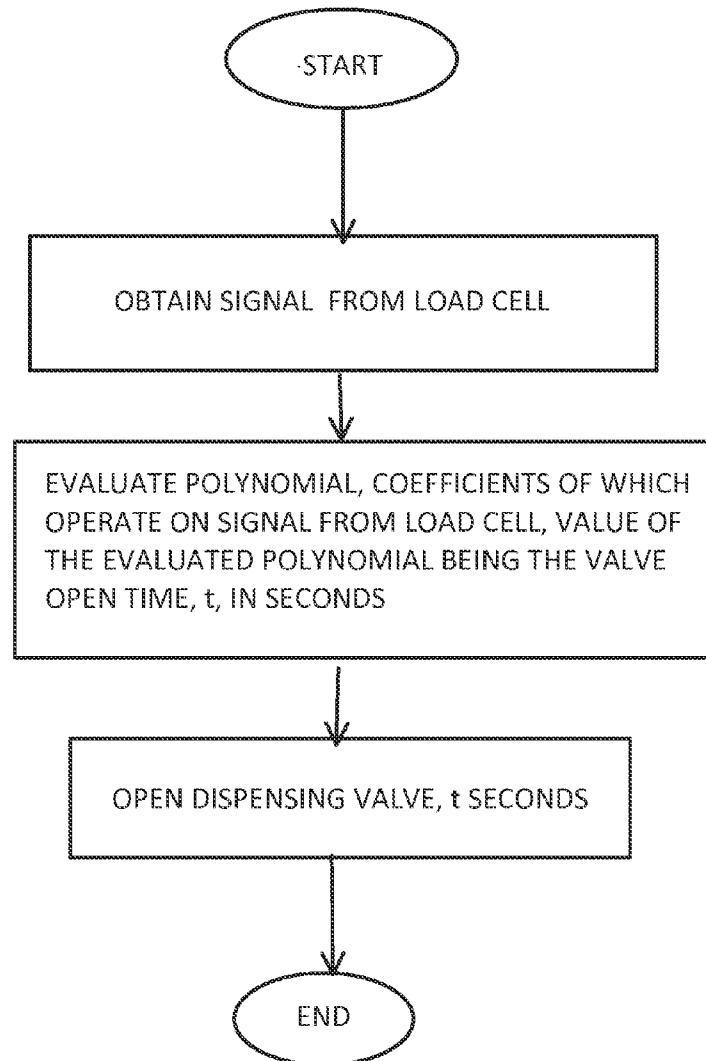 START
OBTAIN SIGNAL FROM LOAD CELL
EVALUATE POLYNOMIAL, COEFFICIENTS OF WHICH
OPERATE ON SIGNAL FROM LOAD CELL, VALUE OF
THE EVALUATED POLYNOMIAL BEING THE VALVE
OPEN TIME, t, IN SECONDS
OPEN DISPENSING VALVE, t SECONDS
END